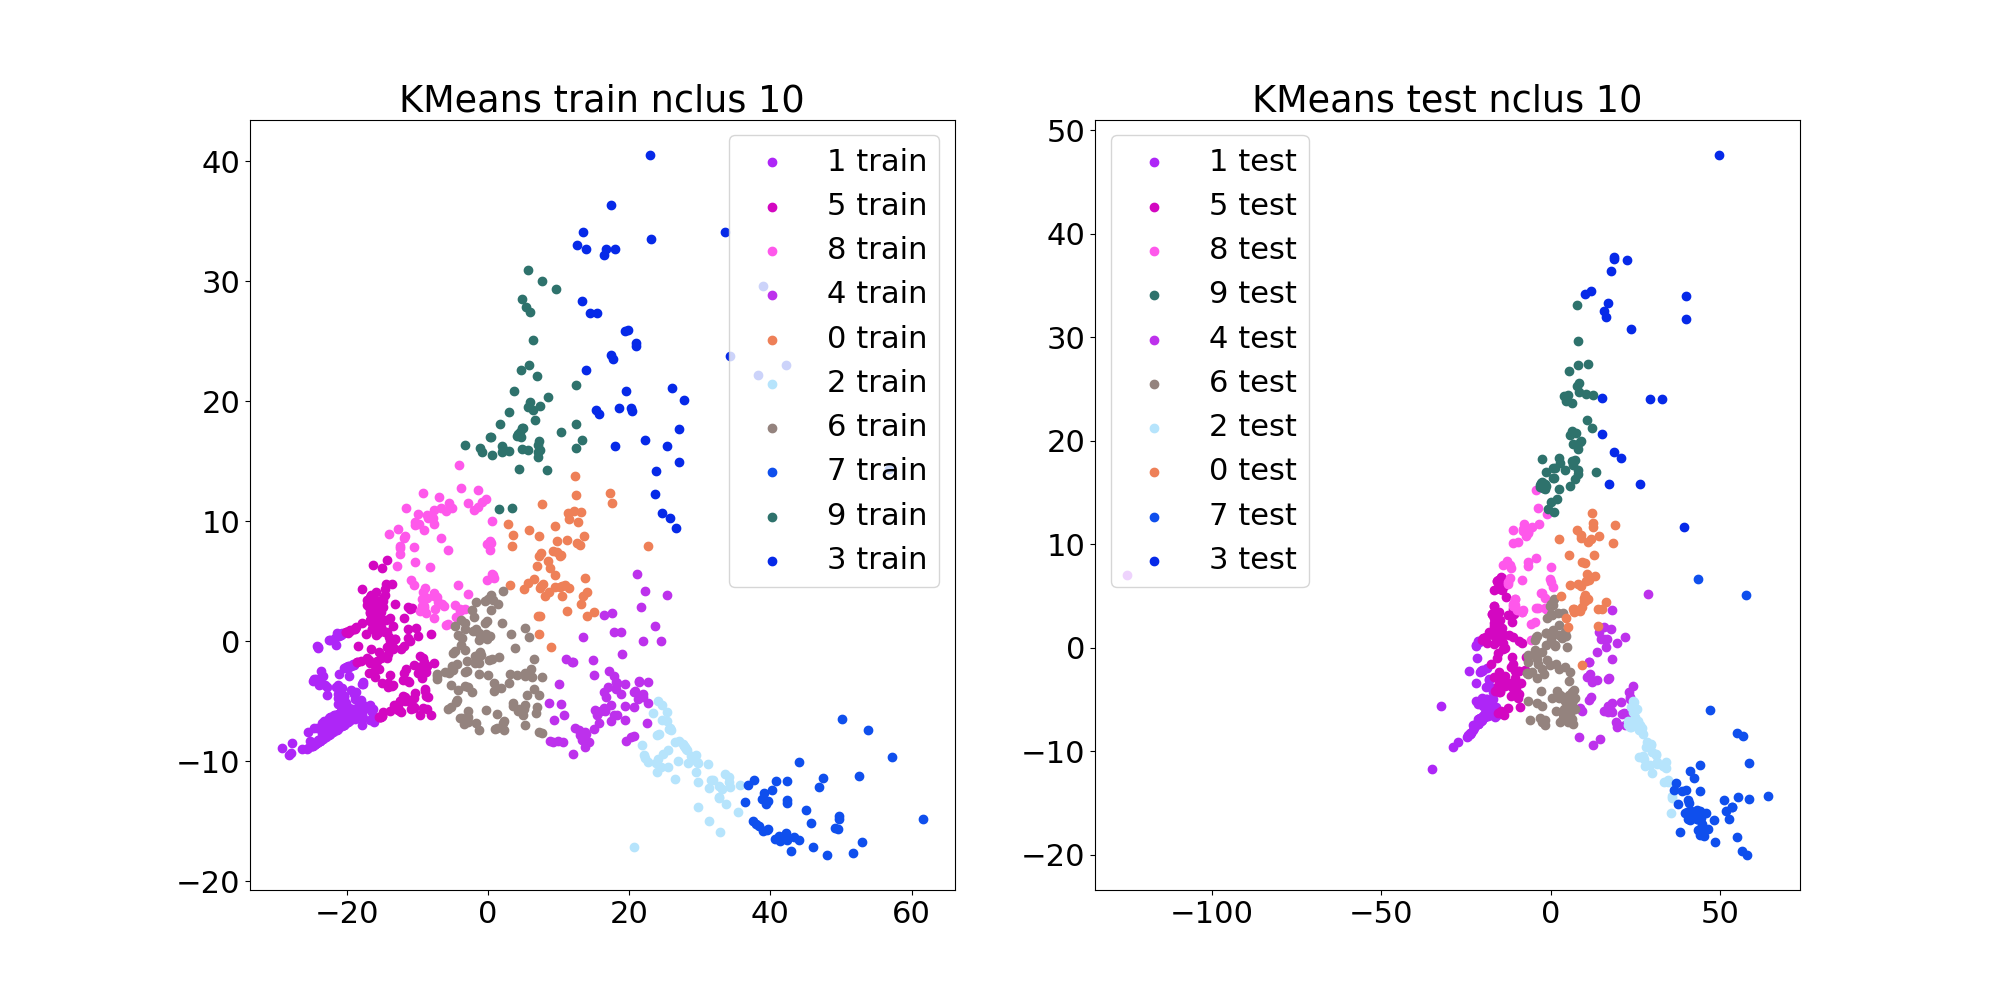 KMeans train nclus 10
40
30
20
10
0
−10
−20
−20 0 20 40 60
1 train
5 train
8 train
4 train
0 train
2 train
6 train
7 train
9 train
3 train
KMeans test nclus 10
50
40
30
20
10
0
−10
−20
−100 −50 0 50
1 test
5 test
8 test
9 test
4 test
6 test
2 test
0 test
7 test
3 test